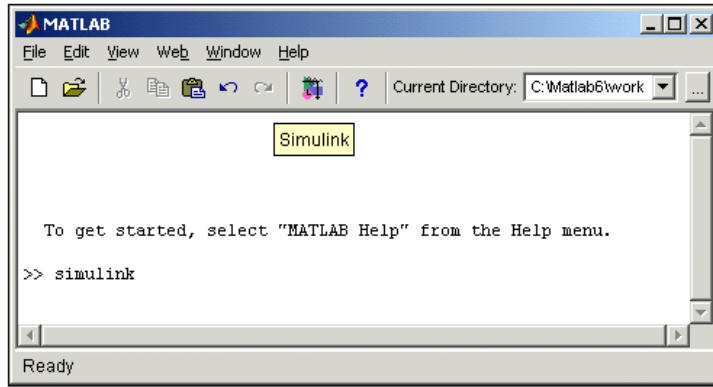 MATLAB
File Edit View Web Window Help
? Current Directory: C:\Matlab6\work ...
Simulink
To get started, select "MATLAB Help" from the Help menu.
>> simulink
Ready